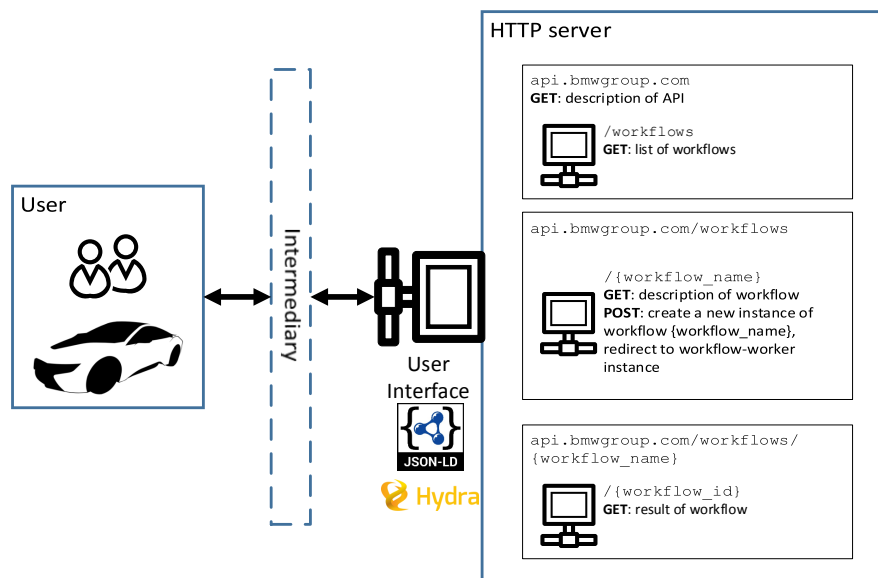 HTTP server
api.bmwgroup.com
GET: description of API
/workflows
GET: list of workflows
User
Intermediary
User
Interface
JSON-LD
Hydra
api.bmwgroup.com/workflows
/{workflow_name}
GET: description of workflow
POST: create a new instance of
workflow {workflow_name},
redirect to workflow-worker
instance
api.bmwgroup.com/workflows/
{workflow_name}
/{workflow_id}
GET: result of workflow